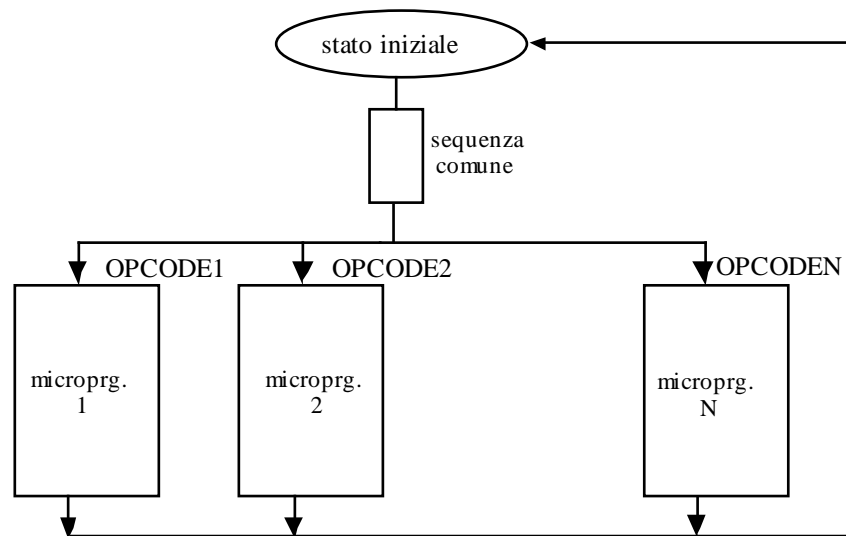 stato iniziale
sequenza
comune
OPCODE1
OPCODE2
OPCODEN
microprg.
1
microprg.
2
microprg.
N